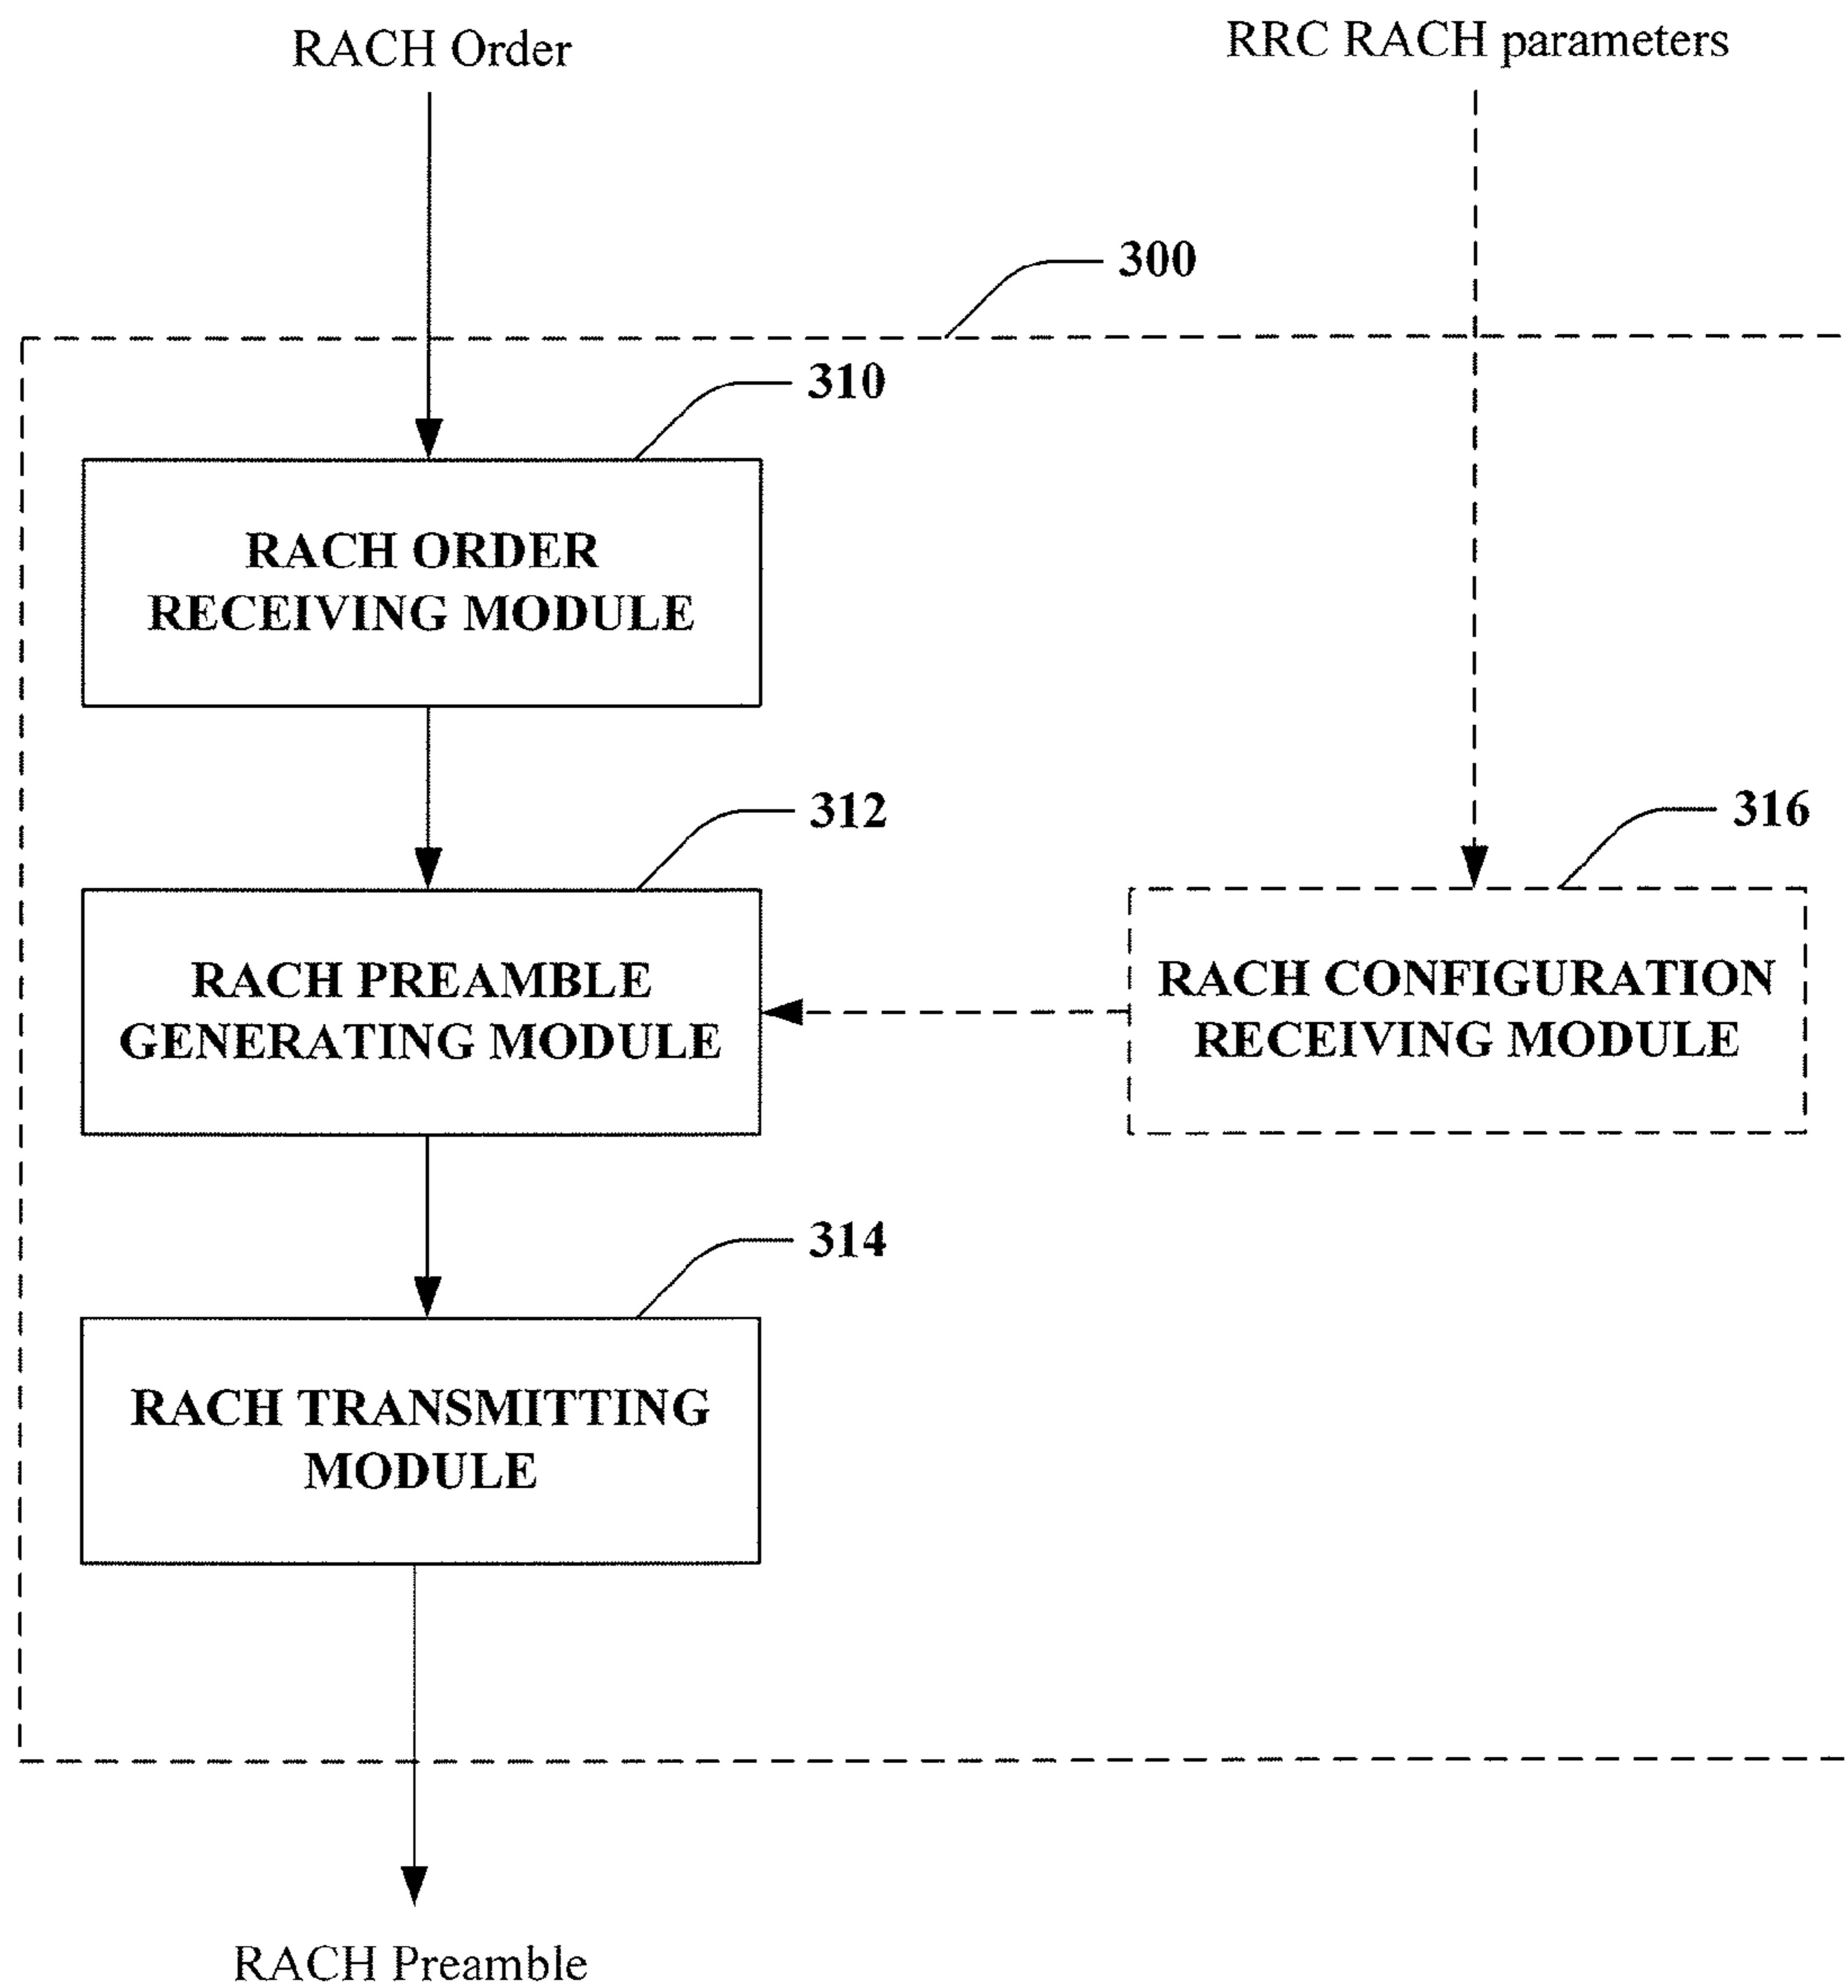 RACH Order
RRC RACH parameters
300
310
RACH ORDER
RECEIVING MODULE
312
316
RACH PREAMBLE
GENERATING MODULE
RACH CONFIGURATION
RECEIVING MODULE
314
RACH TRANSMITTING
MODULE
RACH Preamble